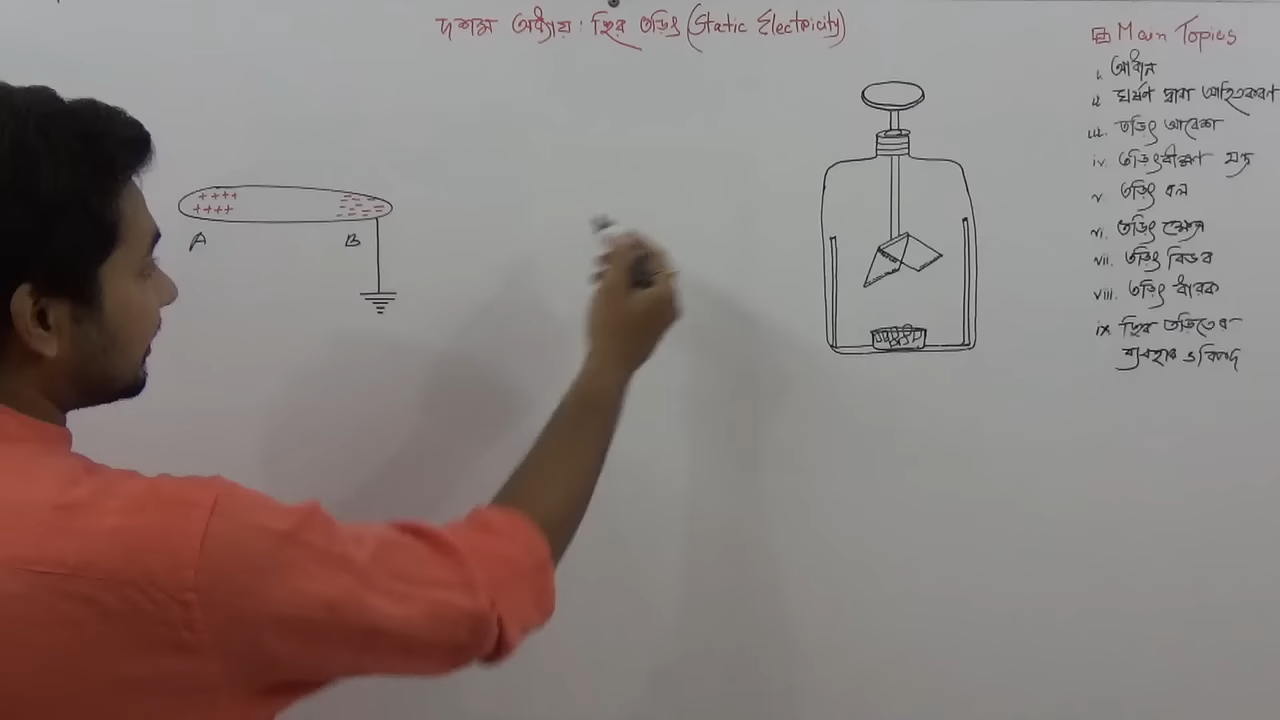 দশম অধ্যায়: স্থির তড়িৎ (Static Electricity)
Main Topics
i. আধান
ii. ঘর্ষণ দ্বারা আহিতকরণ
iii. তড়িৎ আবেশ
iv. তড়িৎবীক্ষণ যন্ত্র
v. তড়িৎ বল
vi. তড়িৎ ক্ষেত্র
vii. তড়িৎ বিভব
viii. তড়িৎ ধারক
ix স্থির তড়িতের
ব্যবহার ও বিপদ
++++
++++
A
B